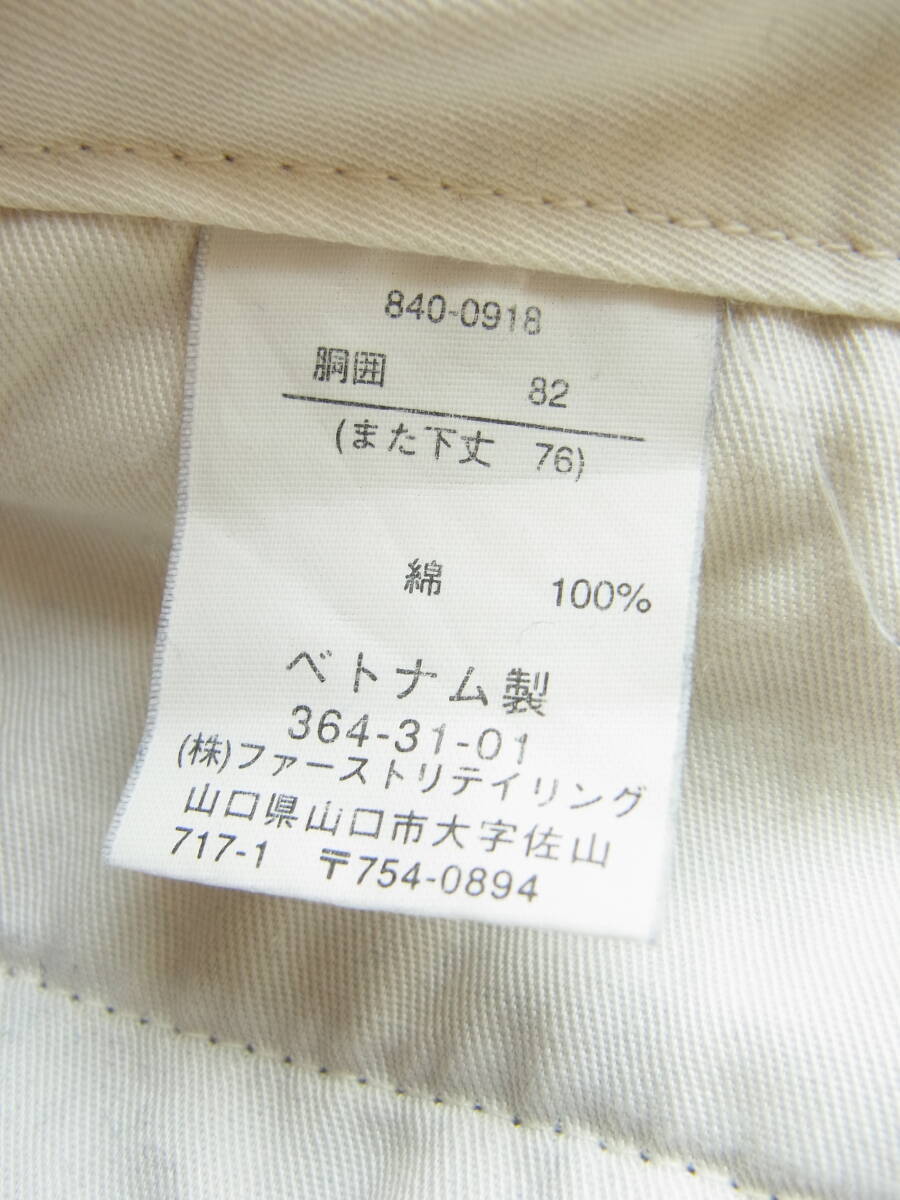 840-0918
胴囲 82
(また下丈 76)
綿 100%
ベトナム製
364-31-01
(株)ファーストリテイリング
山口県山口市大字佐山
717-1 〒754-0894